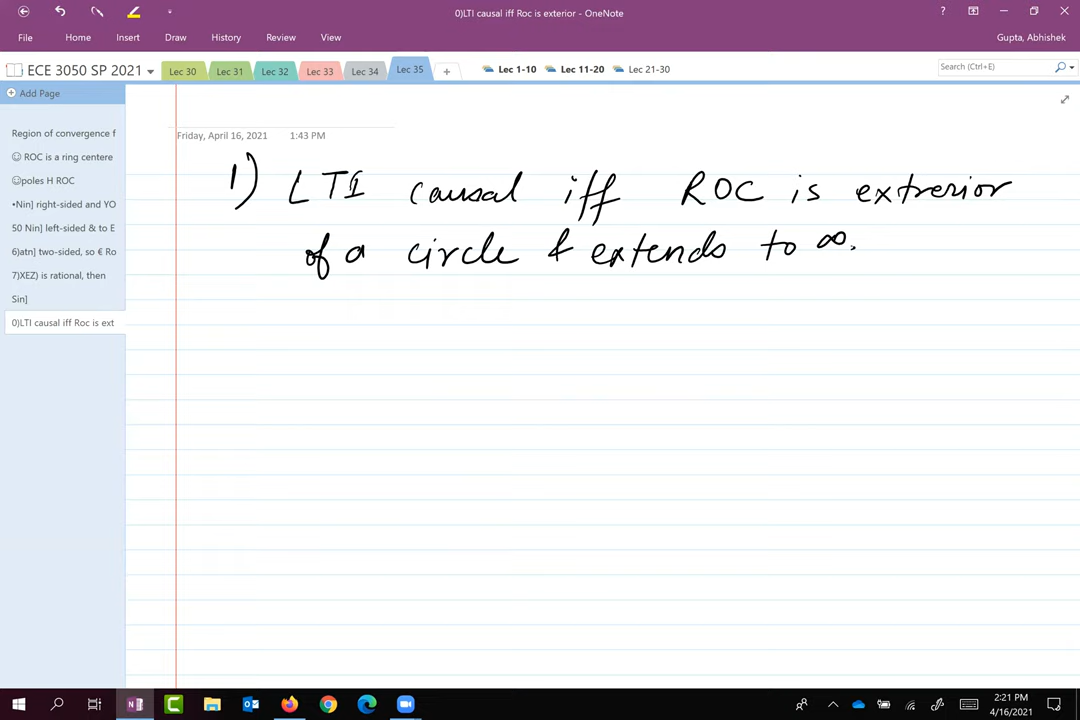 0)LTI causal iff Roc is exterior - OneNote
Gupta, Abhishek
File Home Insert Draw History Review View
ECE 3050 SP 2021
Lec 30 Lec 31 Lec 32 Lec 33 Lec 34 Lec 35 Lec 1-10 Lec 11-20 Lec 21-30
Search (Ctrl+E)
Add Page
Region of convergence f
ROC is a ring centere
poles H ROC
•Nin] right-sided and YO
50 Nin] left-sided & to E
6)atn] two-sided, so € Ro
7)XEZ) is rational, then
Sin]
0)LTI causal iff Roc is ext
Friday, April 16, 2021 1:43 PM
1) LTI causal iff ROC is extrerior
of a circle & extends to ∞.
2:21 PM
4/16/2021